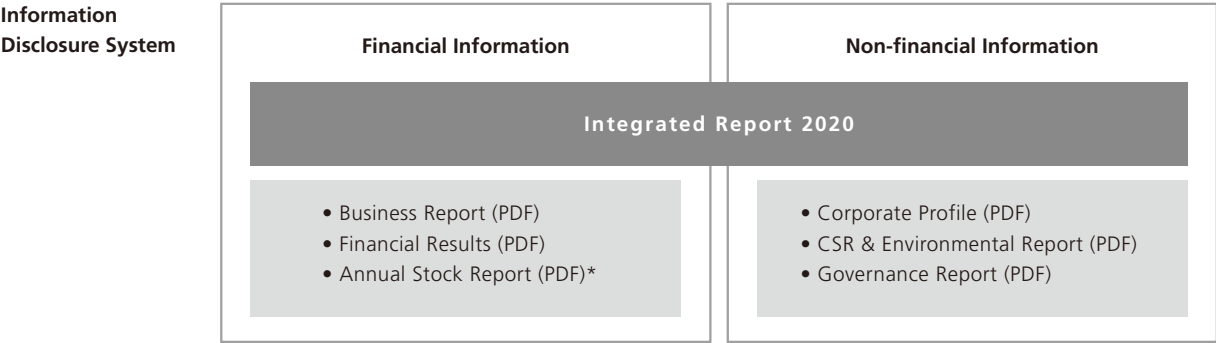 Information
Disclosure System
Financial Information
Non-financial Information
Integrated Report 2020
• Business Report (PDF)
• Financial Results (PDF)
• Annual Stock Report (PDF)*
• Corporate Profile (PDF)
• CSR & Environmental Report (PDF)
• Governance Report (PDF)